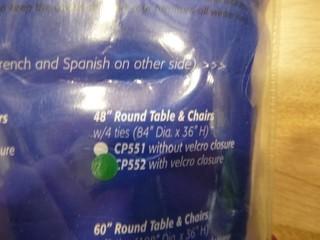 rench and Spanish on other side) >>>
rs
48" Round Table & Chairs
w/4 ties (84" Dia. x 36" H)
sure
CP551 without velcro closure
CP552 with velcro closure
60" Round Table & Chairs